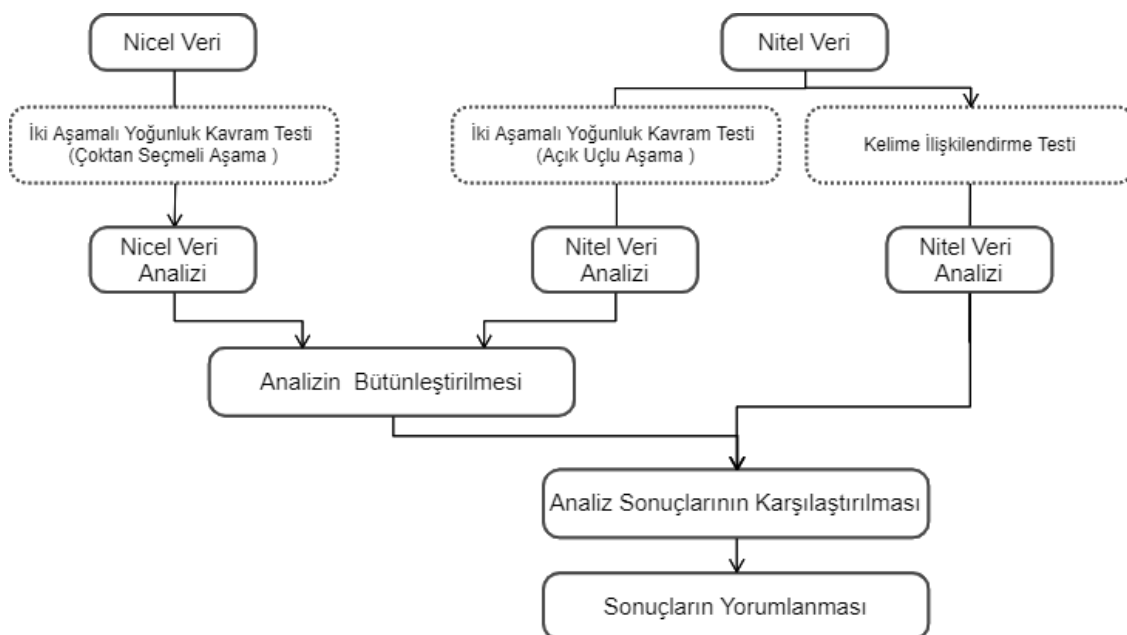 Nicel Veri
Nitel Veri
İki Aşamalı Yoğunluk Kavram Testi
(Çoktan Seçmeli Aşama )
İki Aşamalı Yoğunluk Kavram Testi
(Açık Uçlu Aşama )
Kelime İlişkilendirme Testi
Nicel Veri
Analizi
Nitel Veri
Analizi
Nitel Veri
Analizi
Analizin Bütünleştirilmesi
Analiz Sonuçlarının Karşılaştırılması
Sonuçların Yorumlanması